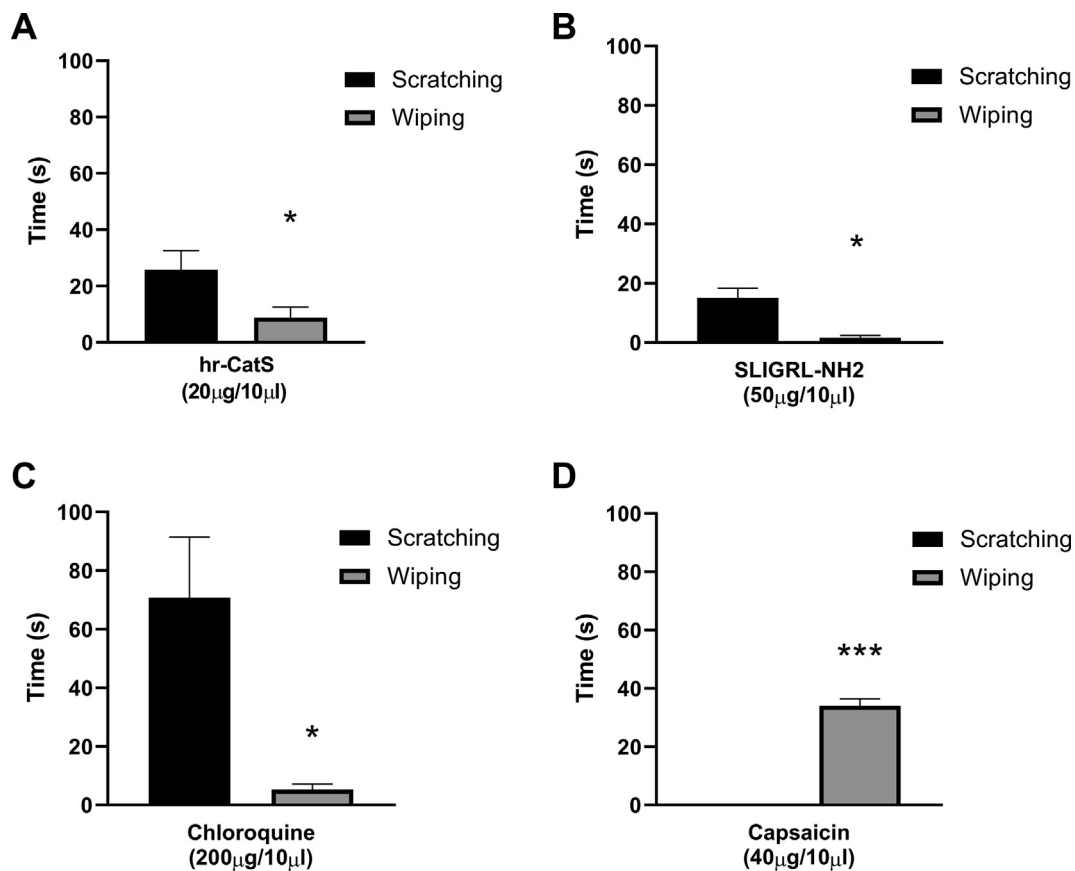 A
100
80
60
40
20
0
Time (s)
Scratching
Wiping
*
hr-CatS
(20μg/10μl)
B
100
80
60
40
20
0
Time (s)
Scratching
Wiping
*
SLIGRL-NH2
(50μg/10μl)
C
100
80
60
40
20
0
Time (s)
Scratching
Wiping
*
Chloroquine
(200μg/10μl)
D
100
80
60
40
20
0
Time (s)
Scratching
Wiping
***
Capsaicin
(40μg/10μl)